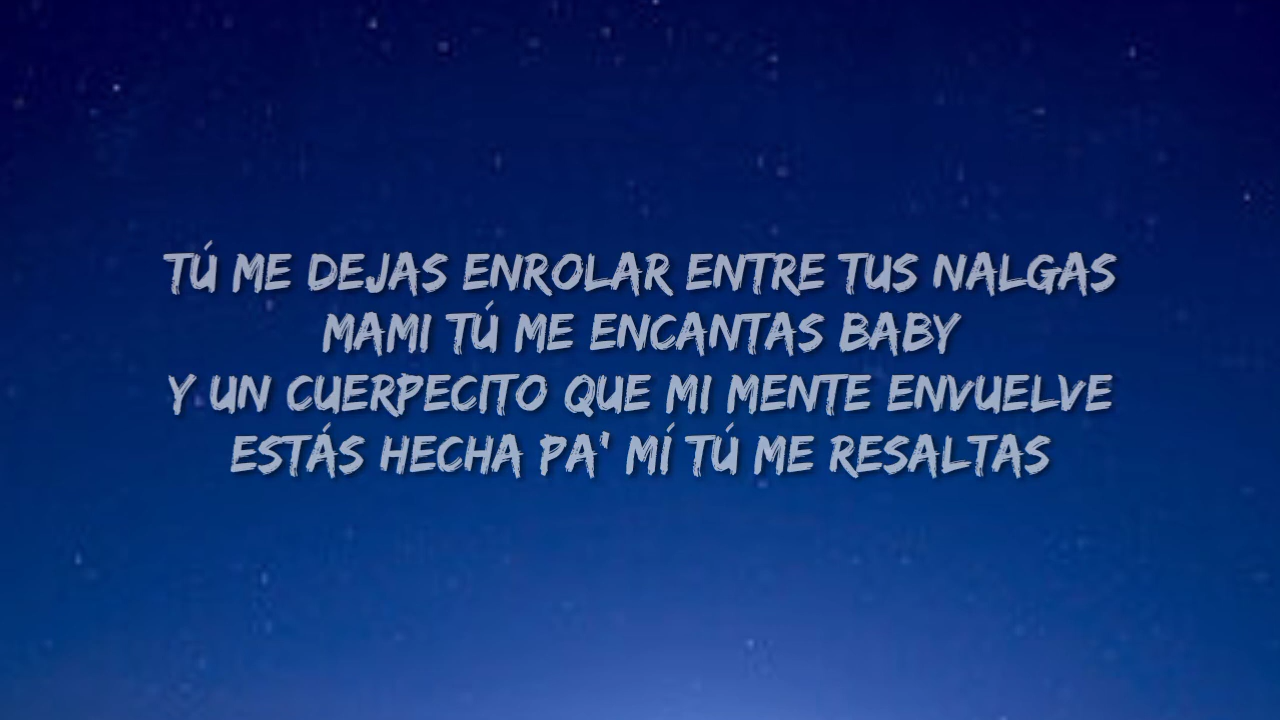 TÚ ME DEJAS ENROLAR ENTRE TUS NALGAS
MAMI TÚ ME ENCANTAS BABY
Y UN CUERPECITO QUE MI MENTE ENVUELVE
ESTÁS HECHA PA' MÍ TÚ ME RESALTAS